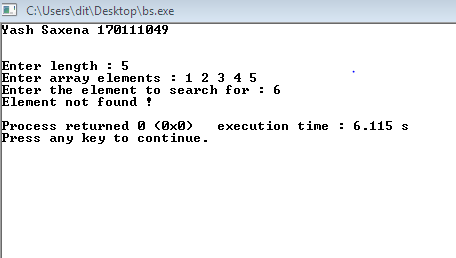 C:\Users\dit\Desktop\bs.exe
Yash Saxena 170111049
Enter length : 5
Enter array elements : 1 2 3 4 5
Enter the element to search for : 6
Element not found !
Process returned 0 (0x0)   execution time : 6.115 s
Press any key to continue.